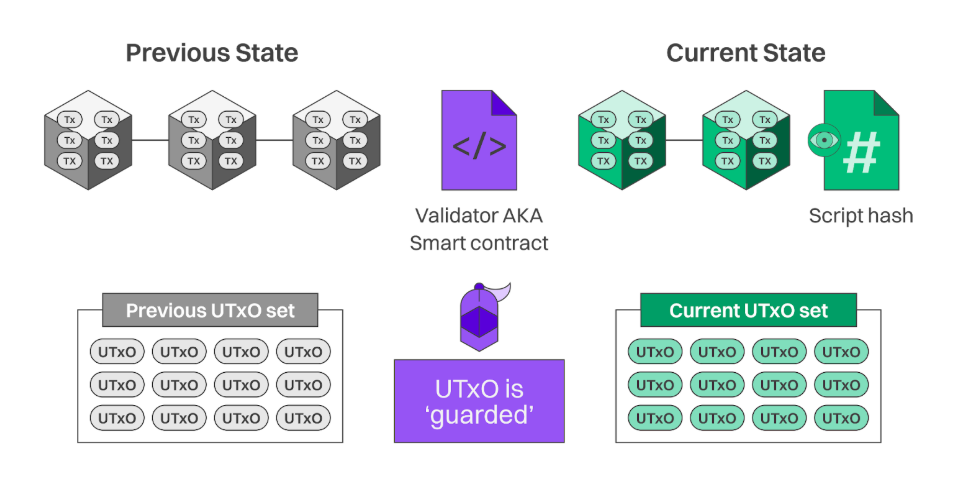 Previous State
Current State
Tx Tx Tx Tx Tx Tx Tx Tx Tx Tx
Tx Tx Tx Tx Tx Tx Tx Tx Tx Tx
TX TX TX TX TX TX TX TX TX TX
</>
#
Validator AKA
Smart contract
Script hash
Previous UTxO set
UTxO UTxO UTxO UTxO
UTxO UTxO UTxO UTxO
UTxO UTxO UTxO UTxO
UTxO is
‘guarded’
Current UTxO set
UTxO UTxO UTxO UTxO
UTxO UTxO UTxO UTxO
UTxO UTxO UTxO UTxO